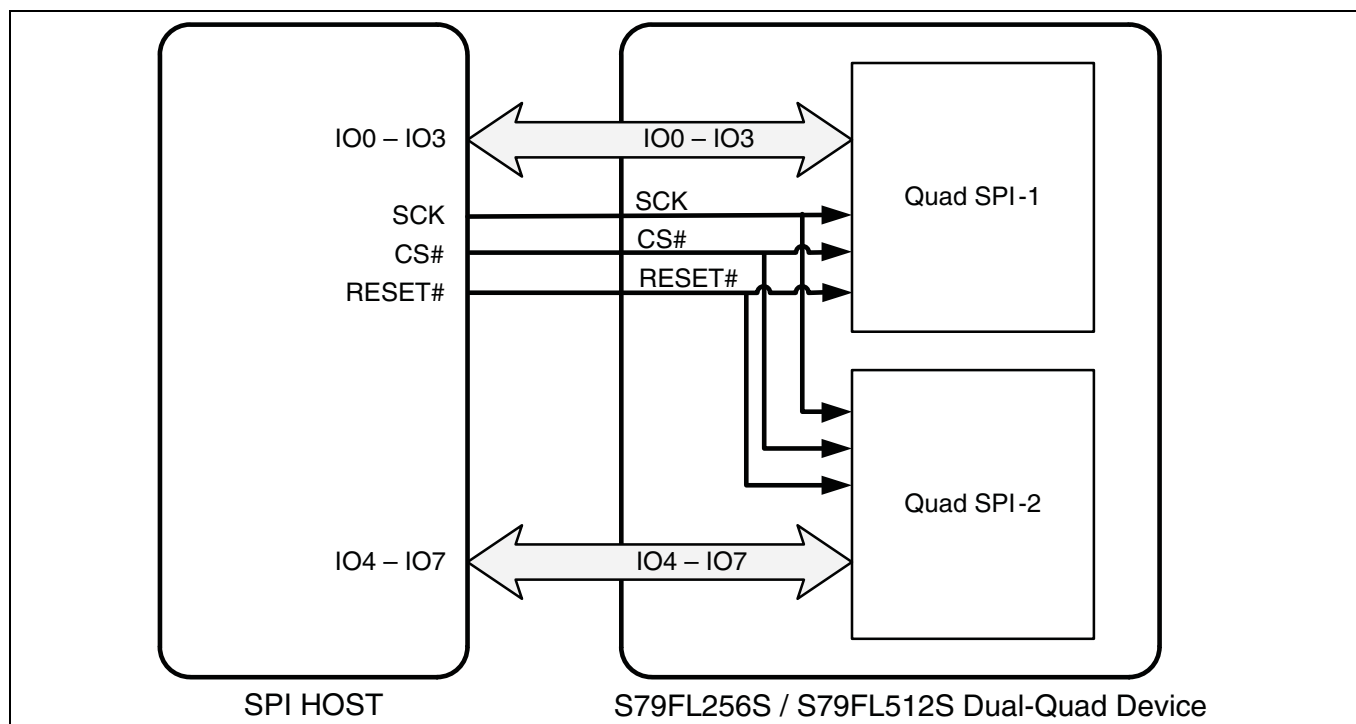 IO0 – IO3
IO0 – IO3
Quad SPI-1
SCK
SCK
CS#
CS#
RESET#
RESET#
Quad SPI-2
IO4 – IO7
IO4 – IO7
SPI HOST
S79FL256S / S79FL512S Dual-Quad Device